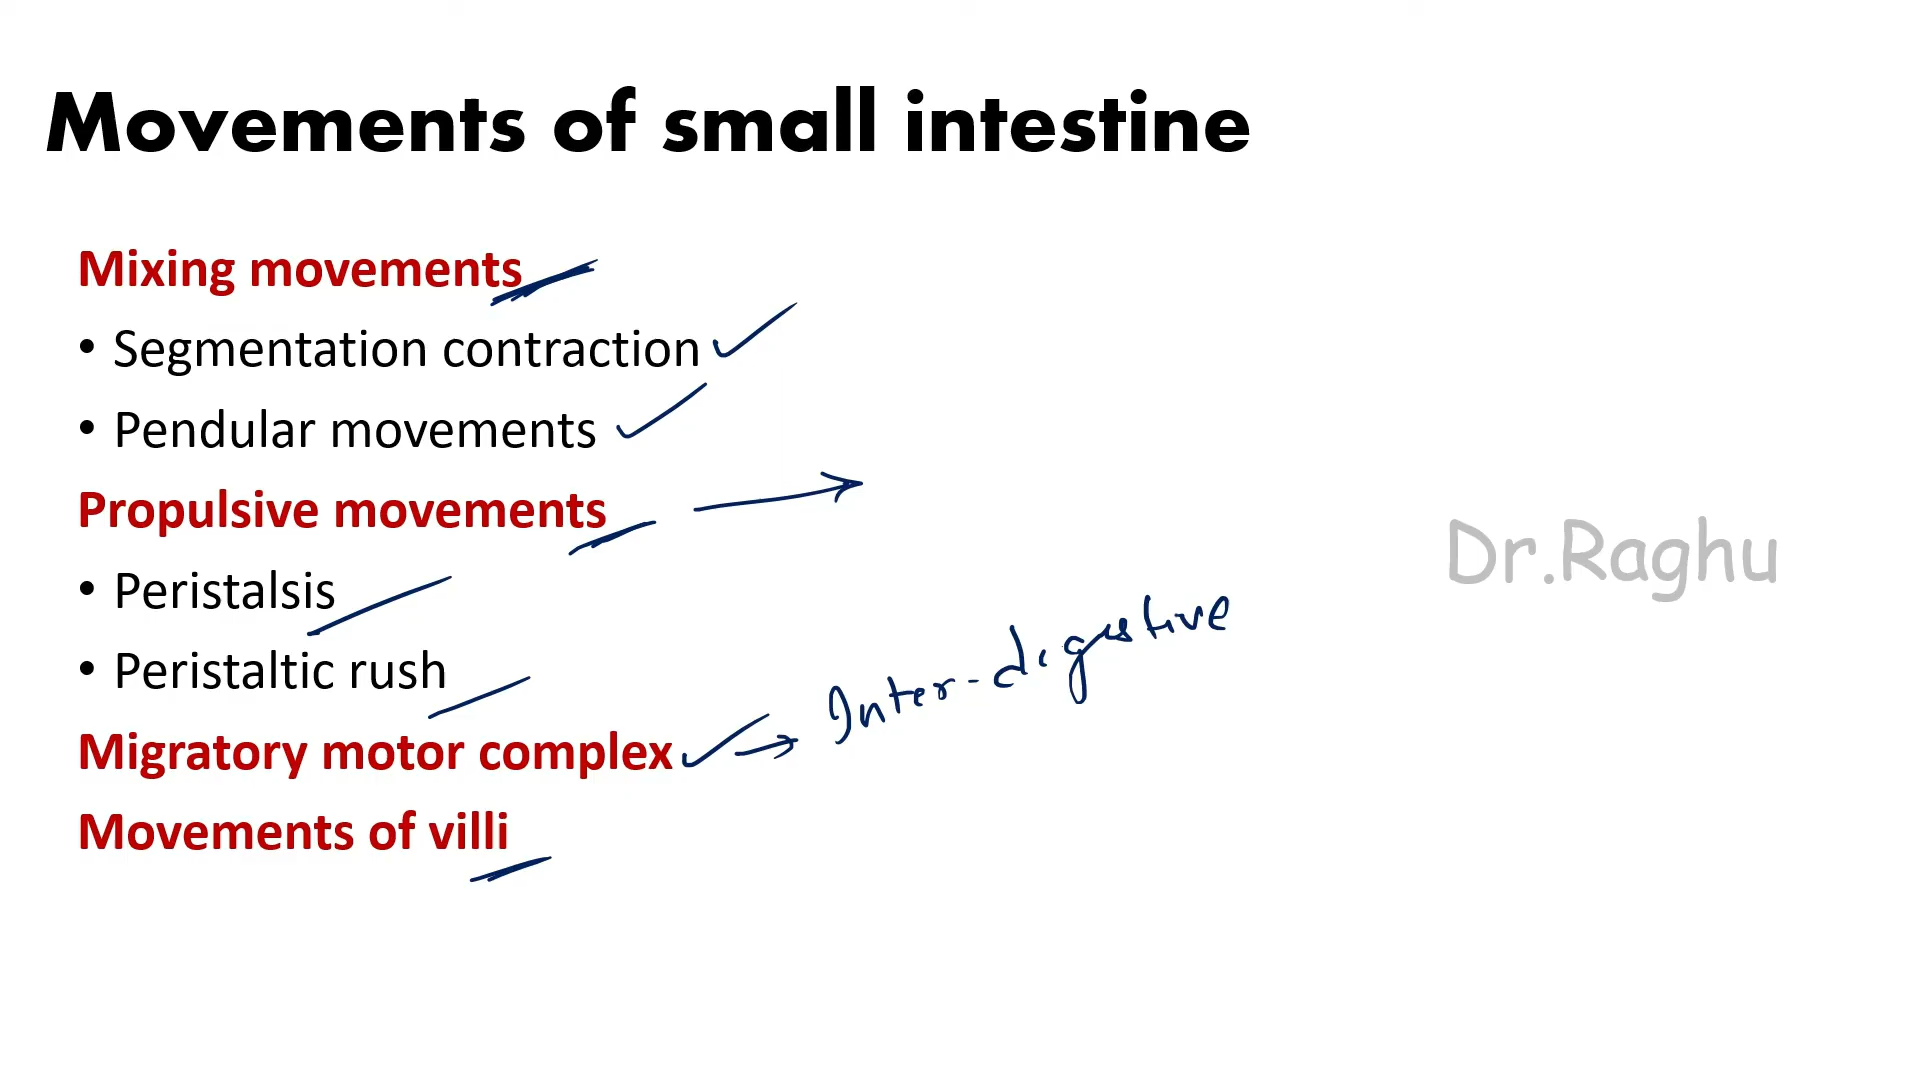 Movements of small intestine
Mixing movements
• Segmentation contraction
• Pendular movements
Propulsive movements
• Peristalsis
• Peristaltic rush
Migratory motor complex → Inter-digestive
Movements of villi
Dr.Raghu